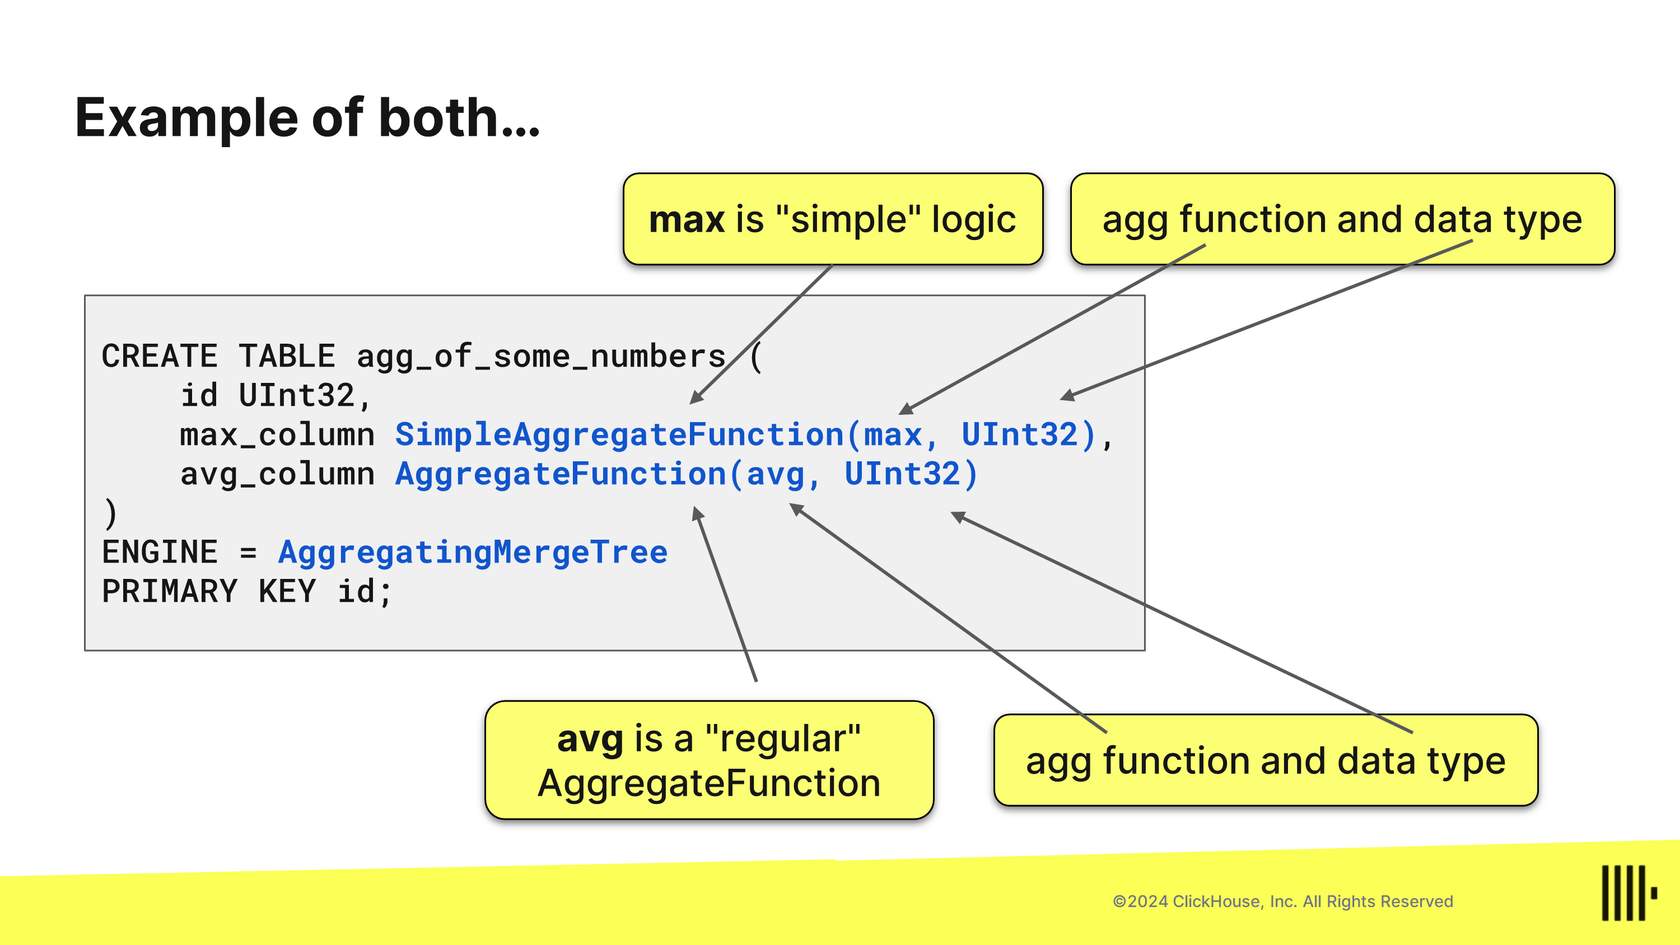 Example of both...
max is "simple" logic
agg function and data type
CREATE TABLE agg_of_some_numbers (
    id UInt32,
    max_column SimpleAggregateFunction(max, UInt32),
    avg_column AggregateFunction(avg, UInt32)
)
ENGINE = AggregatingMergeTree
PRIMARY KEY id;
avg is a "regular"
AggregateFunction
agg function and data type
©2024 ClickHouse, Inc. All Rights Reserved